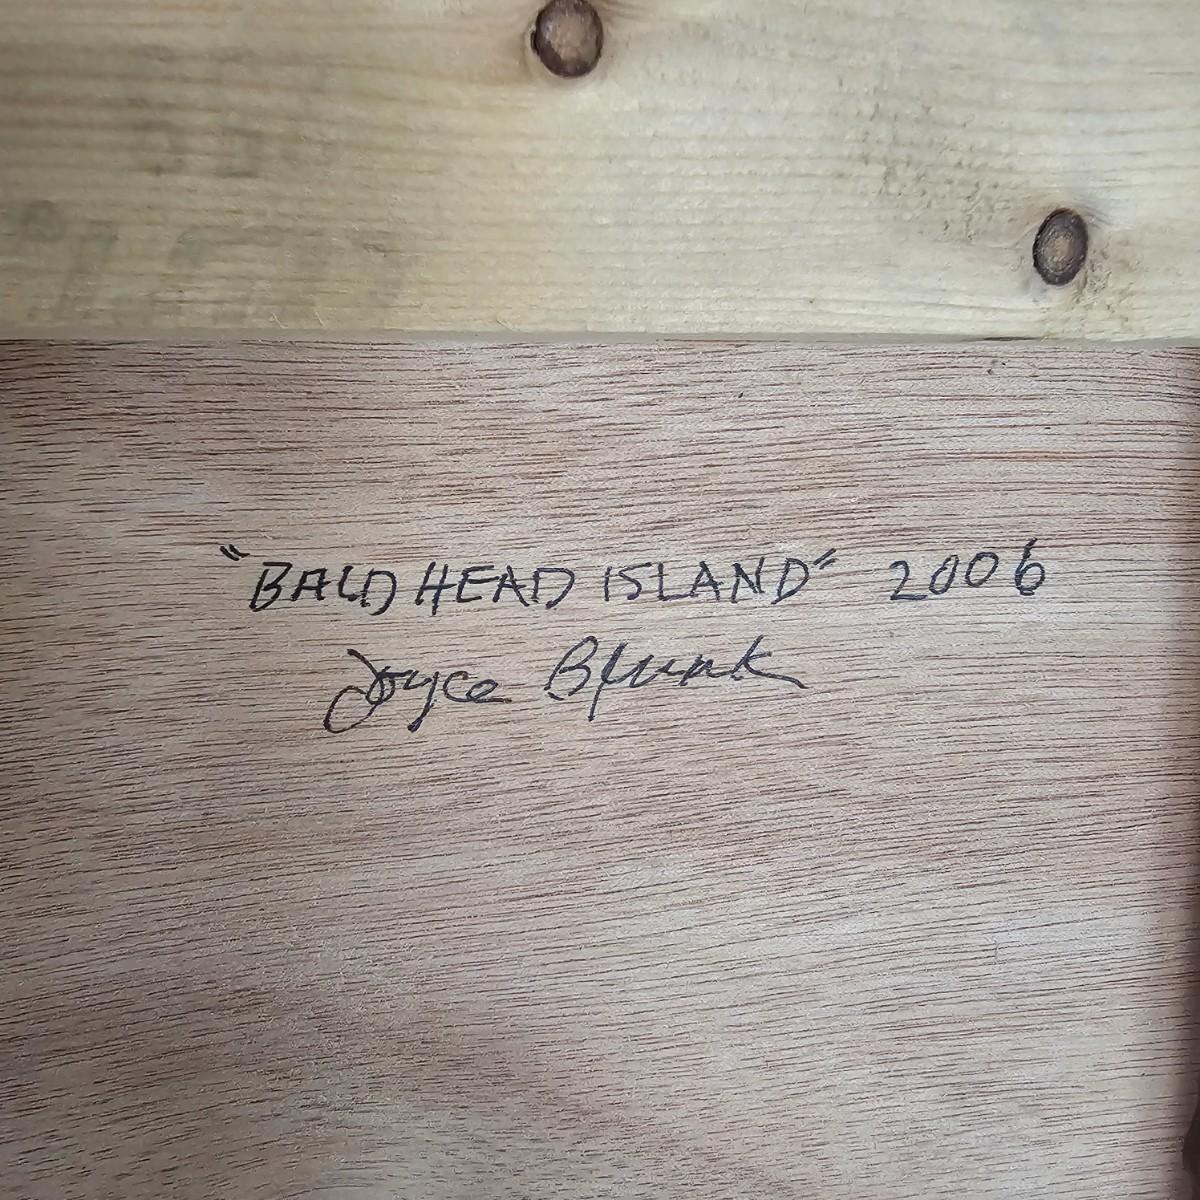 "BALD HEAD ISLAND" 2006
Joyce Blunk